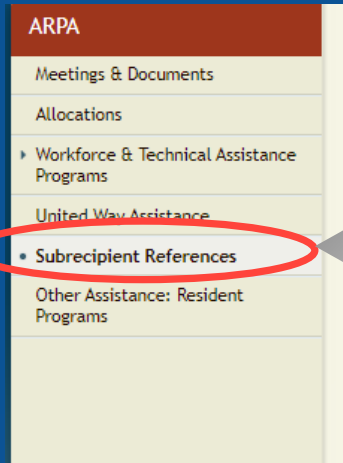 ARPA
Meetings & Documents
Allocations
Workforce & Technical Assistance
Programs
United Way Assistance
Subrecipient References
Other Assistance: Resident
Programs